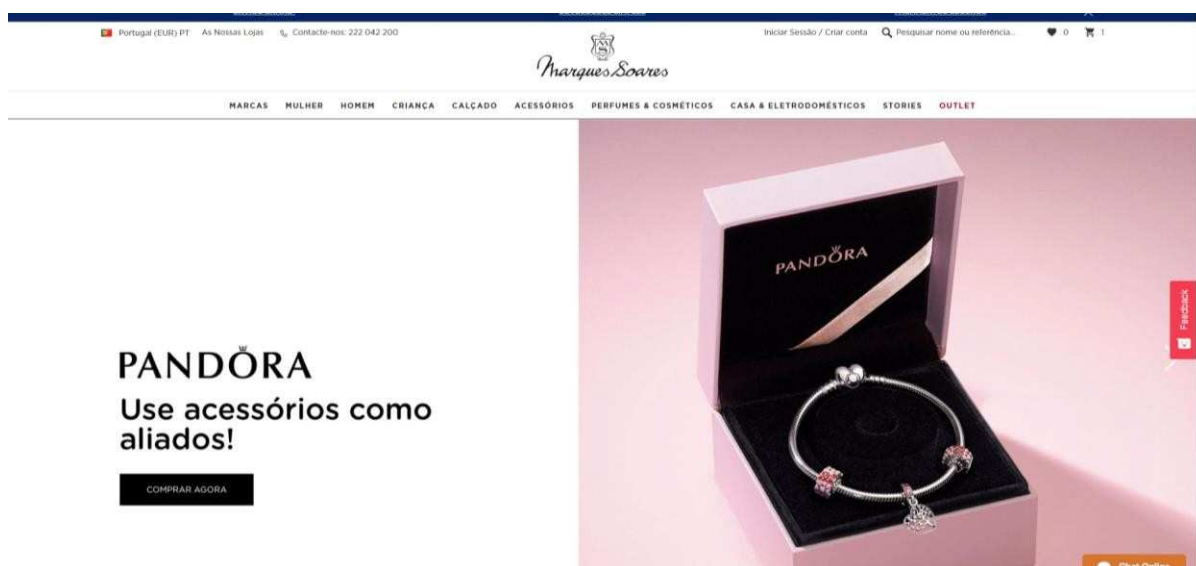 Portugal (EUR) PT As Nossas Lojas Contacte-nos: 222 042 200
Marques Soares
Iniciar Sessão / Criar conta Pesquisar nome ou referência... 0 1
MARCAS MULHER HOMEM CRIANÇA CALÇADO ACESSÓRIOS PERFUMES & COSMÉTICOS CASA & ELETRODOMÉSTICOS STORIES OUTLET
PANDORA
Feedback
PANDORA
Use acessórios como
aliados!
COMPRAR AGORA
Chat Online